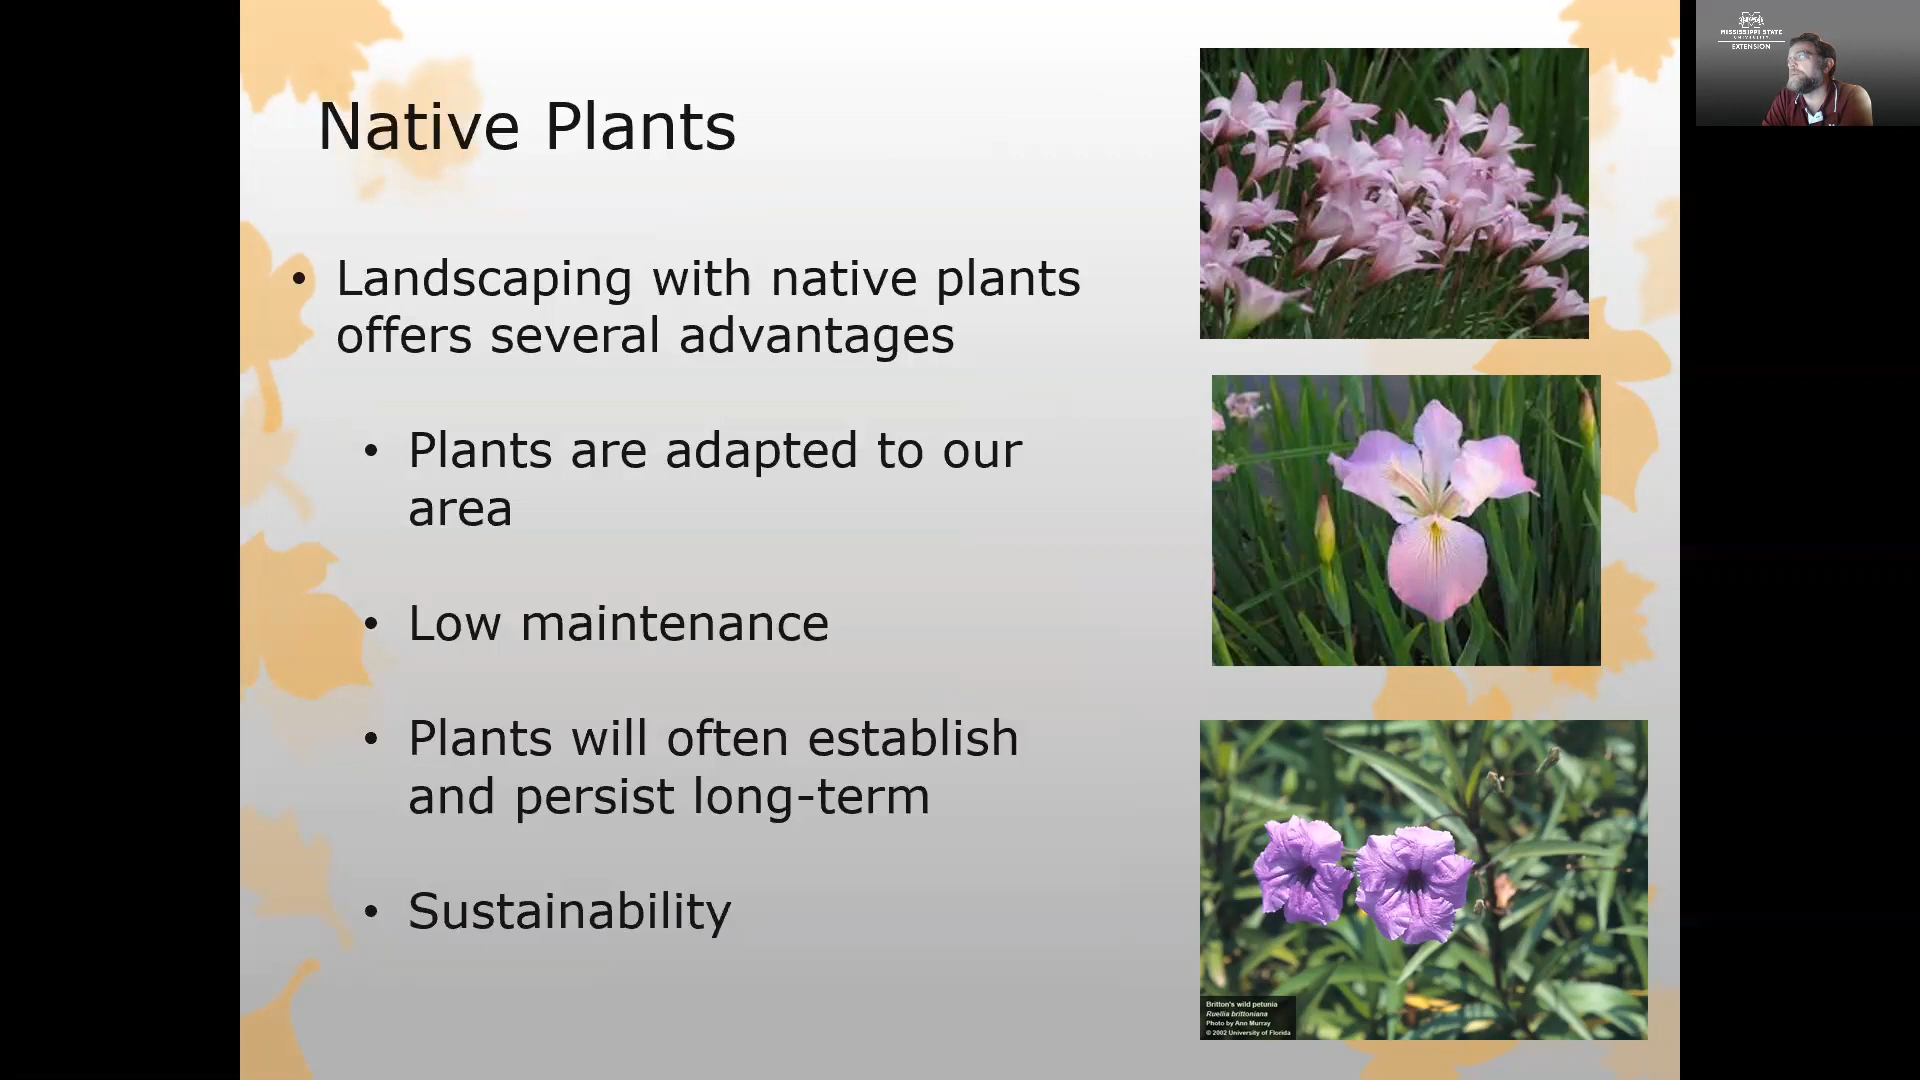 Native Plants
• Landscaping with native plants
offers several advantages
• Plants are adapted to our
area
• Low maintenance
• Plants will often establish
and persist long-term
• Sustainability
MISSISSIPPI STATE
UNIVERSITY
EXTENSION
Britton's wild petunia
Ruellia brittoniana
Photo by Ann Murray
© 2002 University of Florida